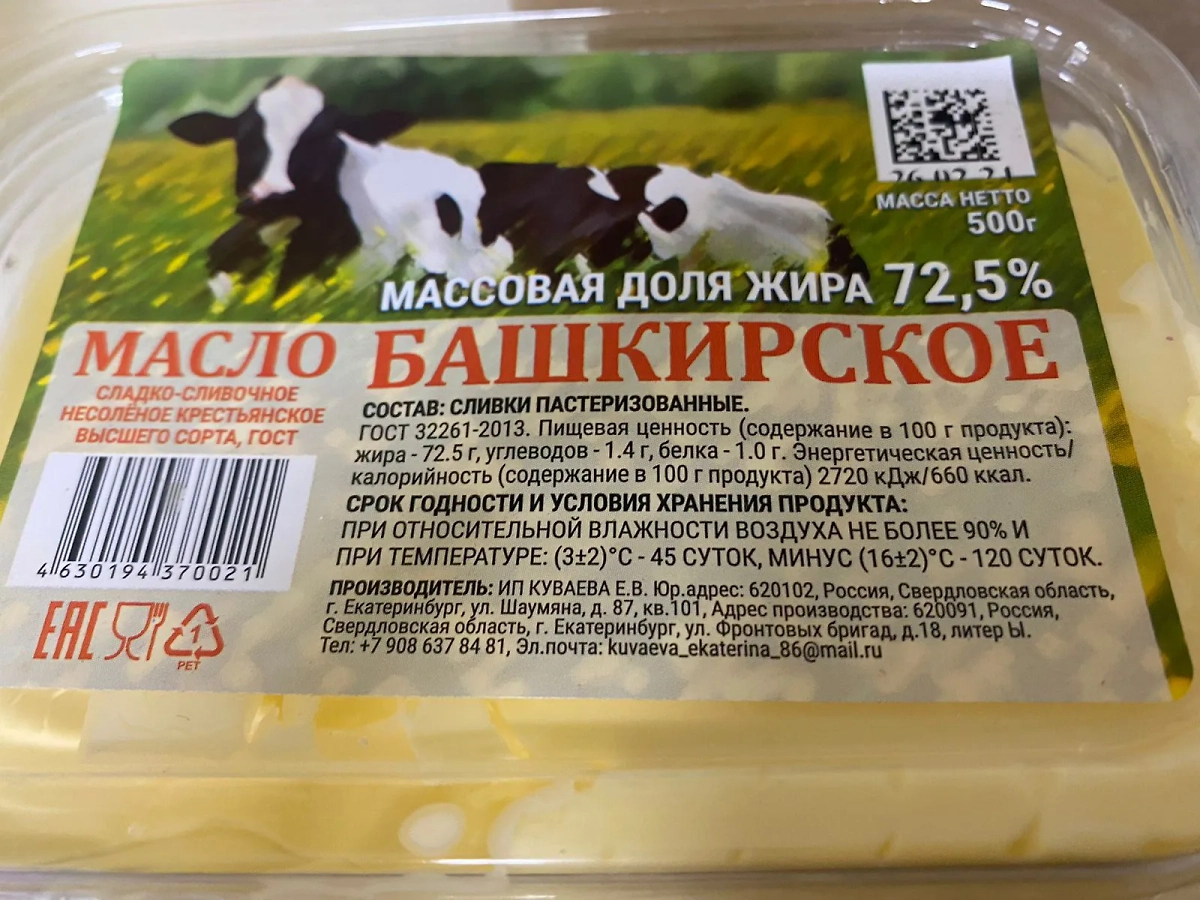 МАССА НЕТТО
500г
МАССОВАЯ ДОЛЯ ЖИРА 72,5%
МАСЛО БАШКИРСКОЕ
СЛАДКО-СЛИВОЧНОЕ
НЕСОЛЁНОЕ КРЕСТЬЯНСКОЕ
ВЫСШЕГО СОРТА, ГОСТ
СОСТАВ: СЛИВКИ ПАСТЕРИЗОВАННЫЕ.
ГОСТ 32261-2013. Пищевая ценность (содержание в 100 г продукта):
жира - 72.5 г, углеводов - 1.4 г, белка - 1.0 г. Энергетическая ценность/
калорийность (содержание в 100 г продукта) 2720 кДж/660 ккал.
СРОК ГОДНОСТИ И УСЛОВИЯ ХРАНЕНИЯ ПРОДУКТА:
ПРИ ОТНОСИТЕЛЬНОЙ ВЛАЖНОСТИ ВОЗДУХА НЕ БОЛЕЕ 90% И
ПРИ ТЕМПЕРАТУРЕ: (3±2)°С - 45 СУТОК, МИНУС (16±2)°С - 120 СУТОК.
4 630194 370021
ПРОИЗВОДИТЕЛЬ: ИП КУВАЕВА Е.В. Юр.адрес: 620102, Россия, Свердловская область,
г. Екатеринбург, ул. Шаумяна, д. 87, кв.101, Адрес производства: 620091, Россия,
Свердловская область, г. Екатеринбург, ул. Фронтовых бригад, д.18, литер Ы.
Тел: +7 908 637 84 81, Эл.почта: kuvaeva_ekaterina_86@mail.ru
EAC
1
PET